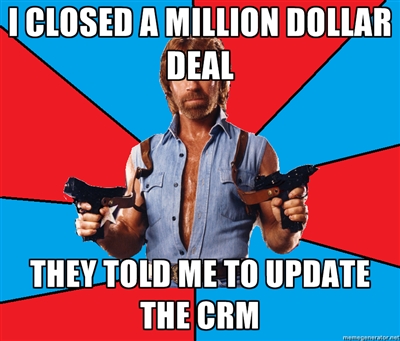 I CLOSED A MILLION DOLLAR
DEAL
THEY TOLD ME TO UPDATE
THE CRM
memegenerator.net